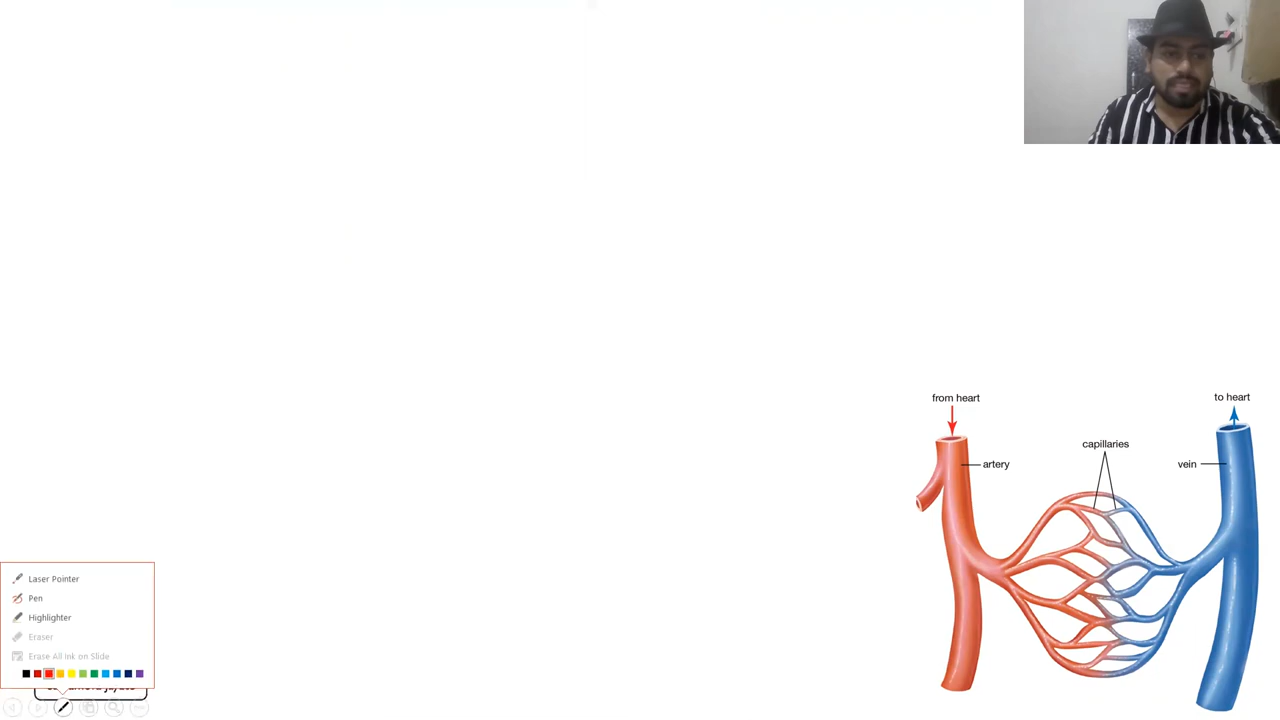 from heart
to heart
capillaries
artery
vein
Laser Pointer
Pen
Highlighter
Eraser
Erase All Ink on Slide